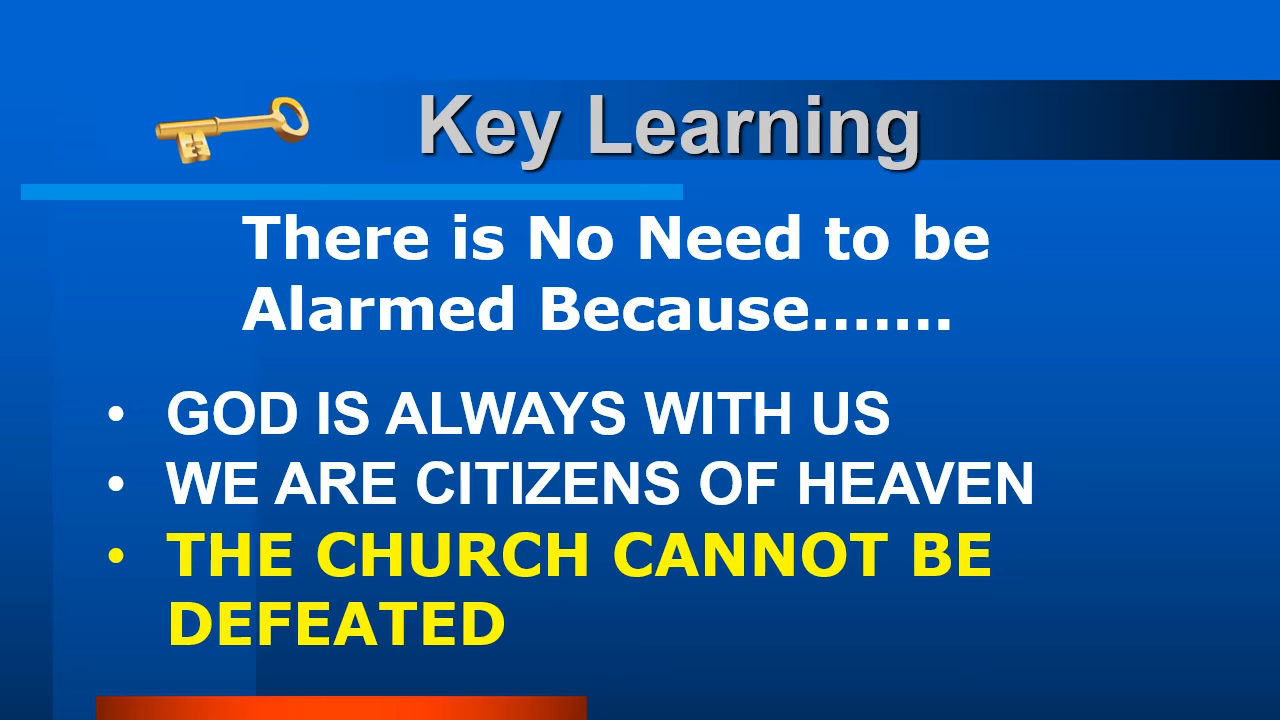 Key Learning
There is No Need to be
Alarmed Because.......
• GOD IS ALWAYS WITH US
• WE ARE CITIZENS OF HEAVEN
• THE CHURCH CANNOT BE
DEFEATED